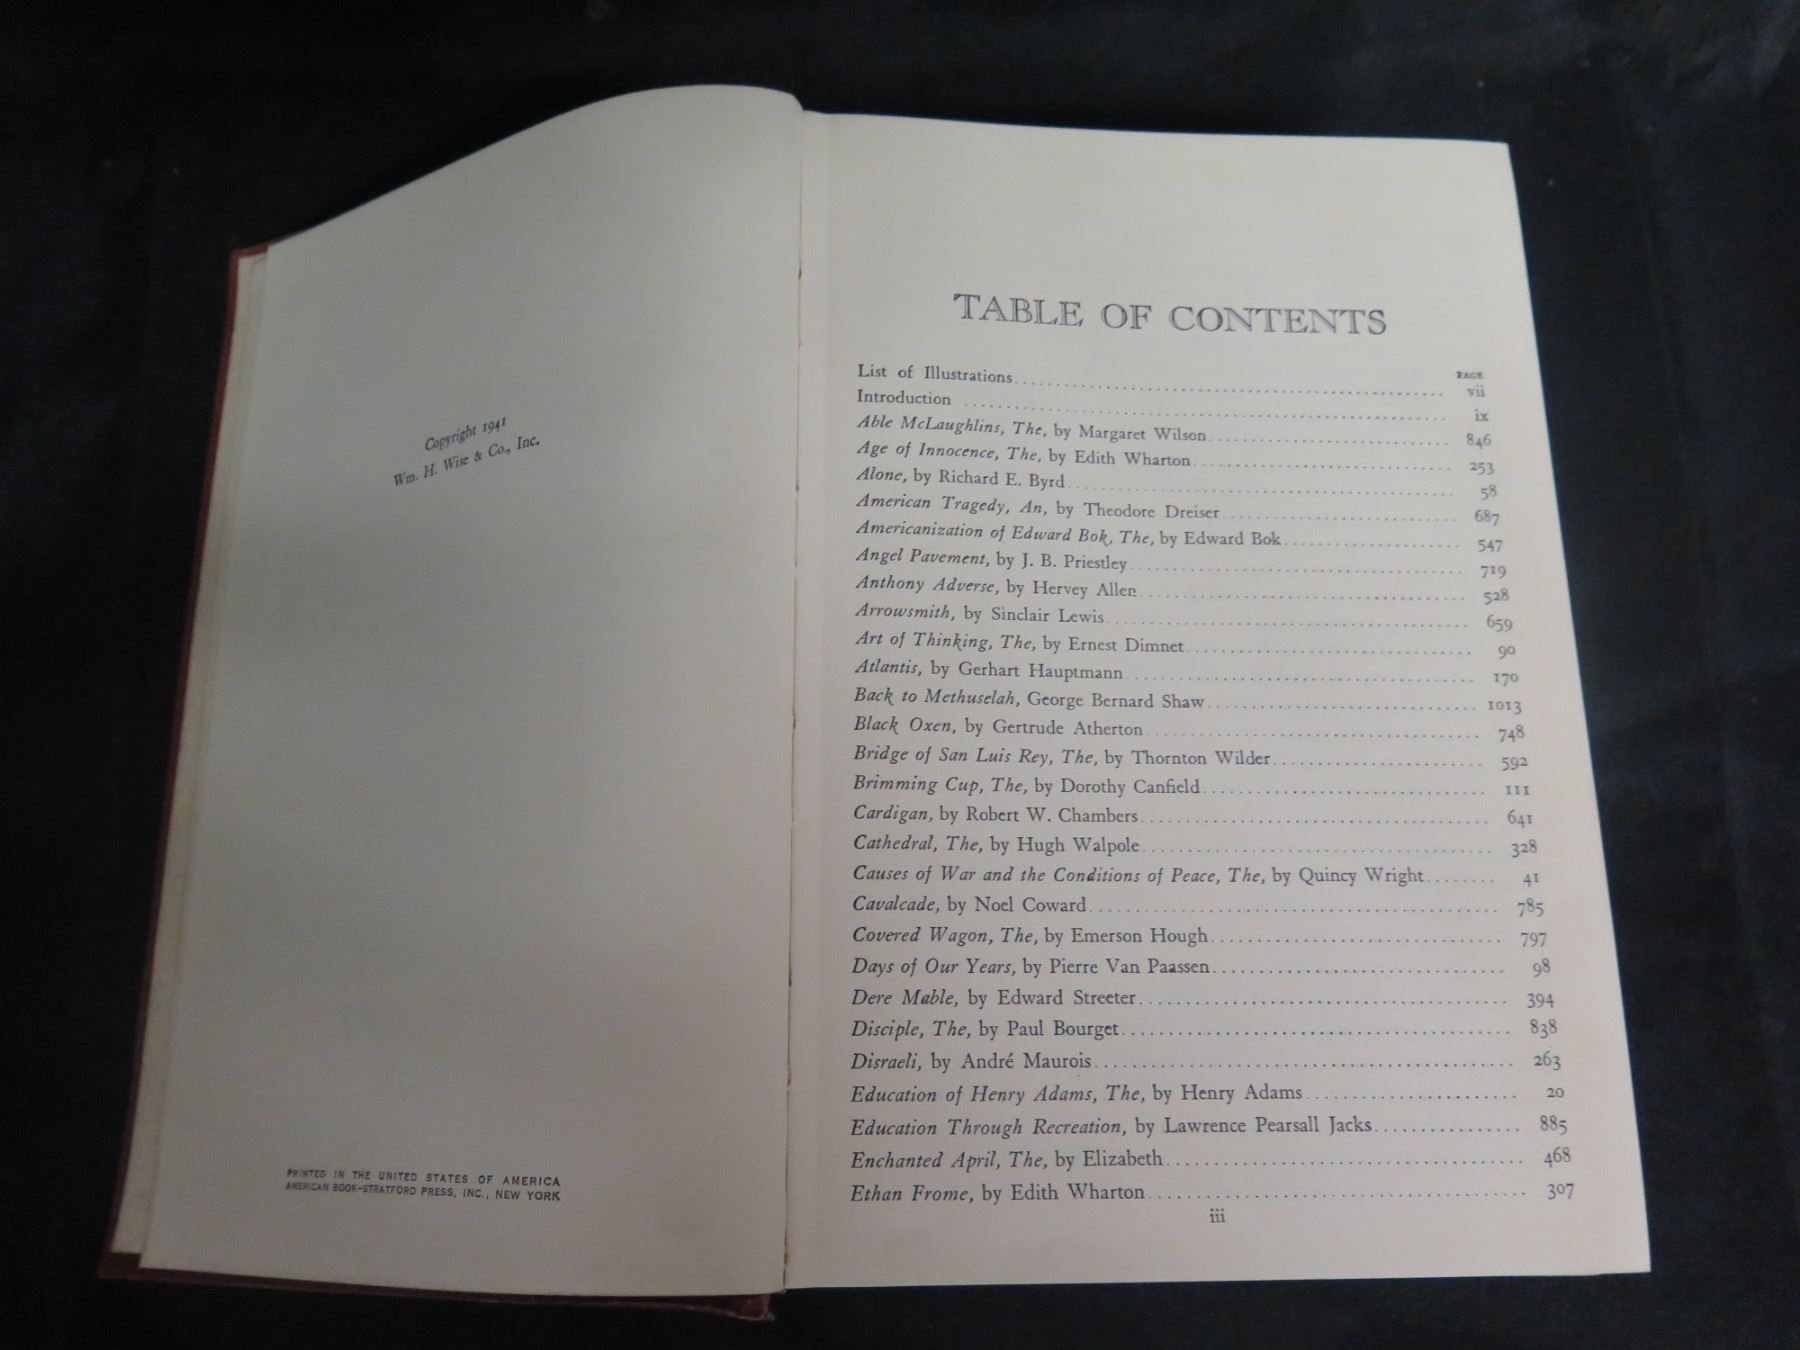 Copyright 1941
Wm. H. Wise & Co., Inc.
PRINTED IN THE UNITED STATES OF AMERICA
AMERICAN BOOK–STRATFORD PRESS, INC., NEW YORK
TABLE OF CONTENTS
PAGE
List of Illustrations vii
Introduction ix
Able McLaughlins, The, by Margaret Wilson 846
Age of Innocence, The, by Edith Wharton 253
Alone, by Richard E. Byrd 58
American Tragedy, An, by Theodore Dreiser 687
Americanization of Edward Bok, The, by Edward Bok 547
Angel Pavement, by J. B. Priestley 719
Anthony Adverse, by Hervey Allen 528
Arrowsmith, by Sinclair Lewis 659
Art of Thinking, The, by Ernest Dimnet 90
Atlantis, by Gerhart Hauptmann 170
Back to Methuselah, George Bernard Shaw 1013
Black Oxen, by Gertrude Atherton 748
Bridge of San Luis Rey, The, by Thornton Wilder 592
Brimming Cup, The, by Dorothy Canfield 111
Cardigan, by Robert W. Chambers 641
Cathedral, The, by Hugh Walpole 328
Causes of War and the Conditions of Peace, The, by Quincy Wright 41
Cavalcade, by Noel Coward 785
Covered Wagon, The, by Emerson Hough 797
Days of Our Years, by Pierre Van Paassen 98
Dere Mable, by Edward Streeter 394
Disciple, The, by Paul Bourget 838
Disraeli, by André Maurois 263
Education of Henry Adams, The, by Henry Adams 20
Education Through Recreation, by Lawrence Pearsall Jacks 885
Enchanted April, The, by Elizabeth 468
Ethan Frome, by Edith Wharton 307
iii